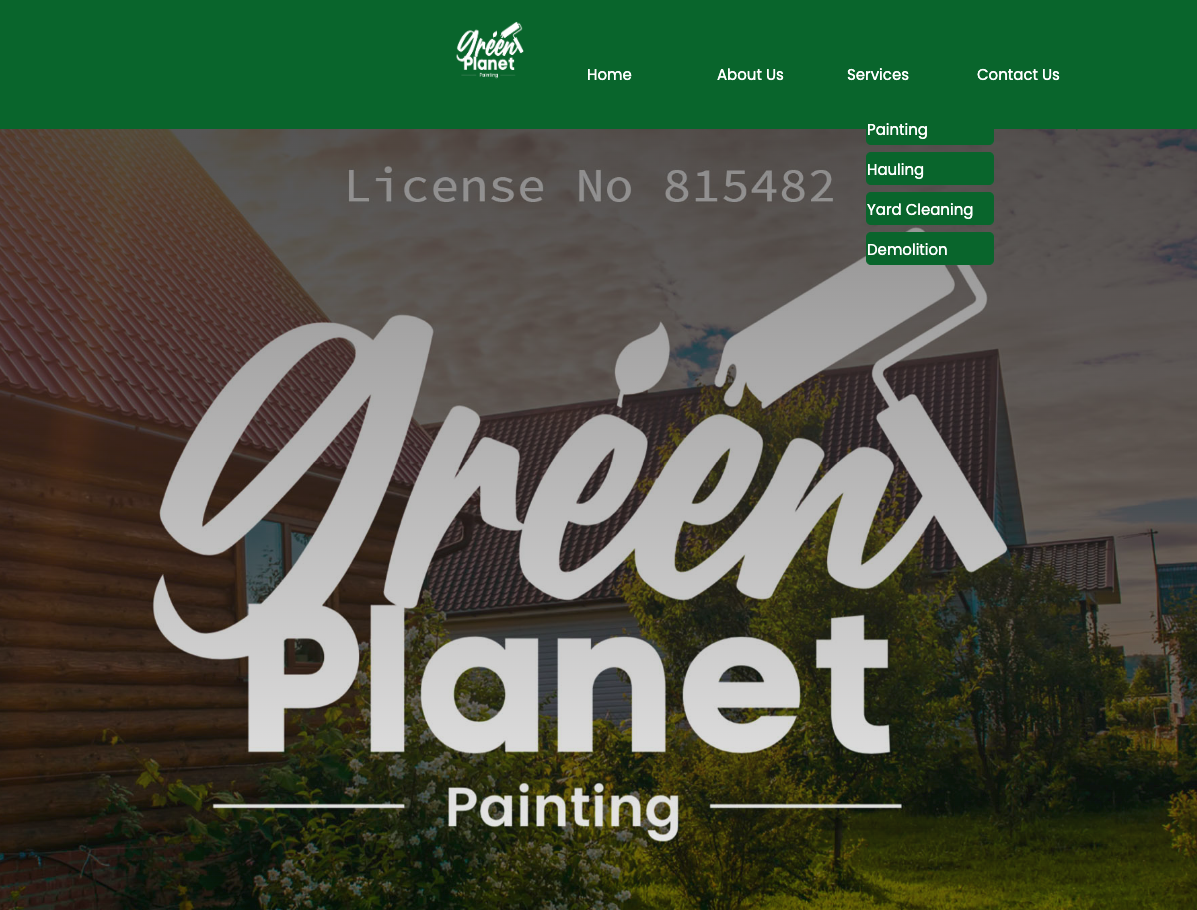 green
Planet
Painting
Home
About Us
Services
Contact Us
Painting
Hauling
Yard Cleaning
Demolition
License No 815482
green
Planet
Painting